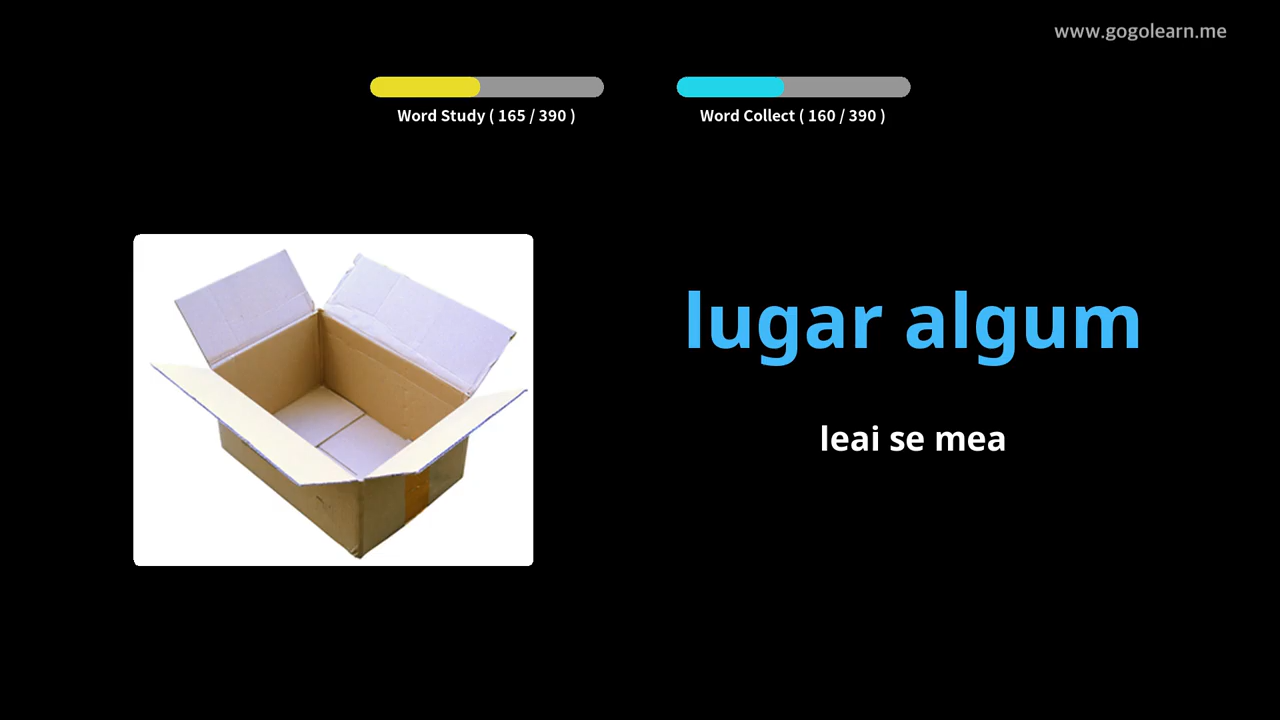 www.gogolearn.me
Word Study ( 165 / 390 )
Word Collect ( 160 / 390 )
lugar algum
leai se mea